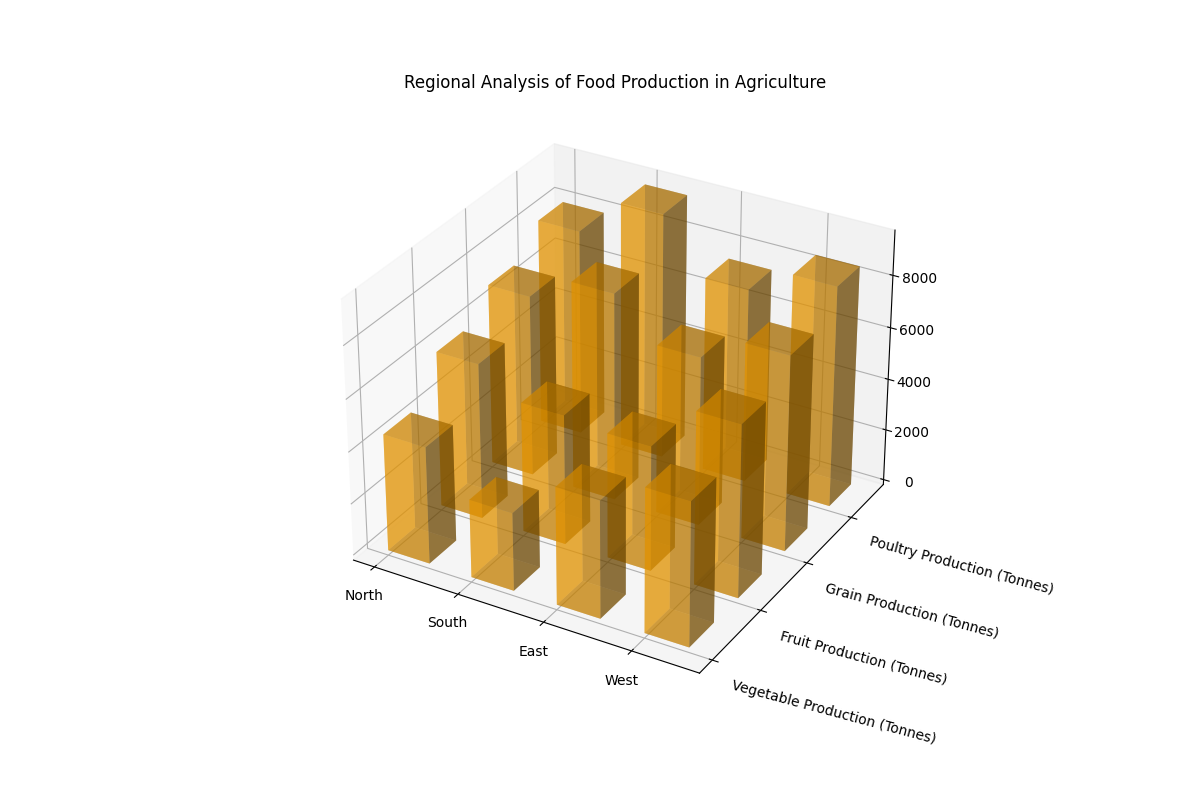 Regional Analysis of Food Production in Agriculture
8000
6000
4000
2000
0
Poultry Production (Tonnes)
Grain Production (Tonnes)
Fruit Production (Tonnes)
Vegetable Production (Tonnes)
North
South
East
West